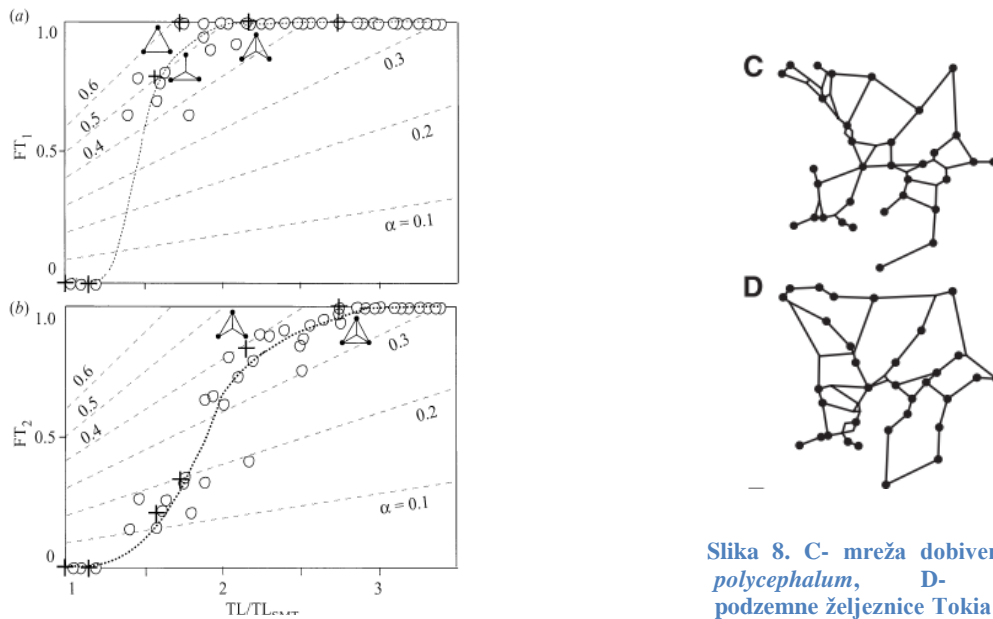 (a)
1.0
0.6
0.5
0.4
0.3
0.2
α = 0.1
FT1
0.5
0
(b)
1.0
0.6
0.5
0.4
0.3
0.2
α = 0.1
FT2
0.5
0
1
2
3
TL/TLSMT
C
D
Slika 8. C- mreža dobiven
polycephalum, D-
podzemne željeznice Tokia